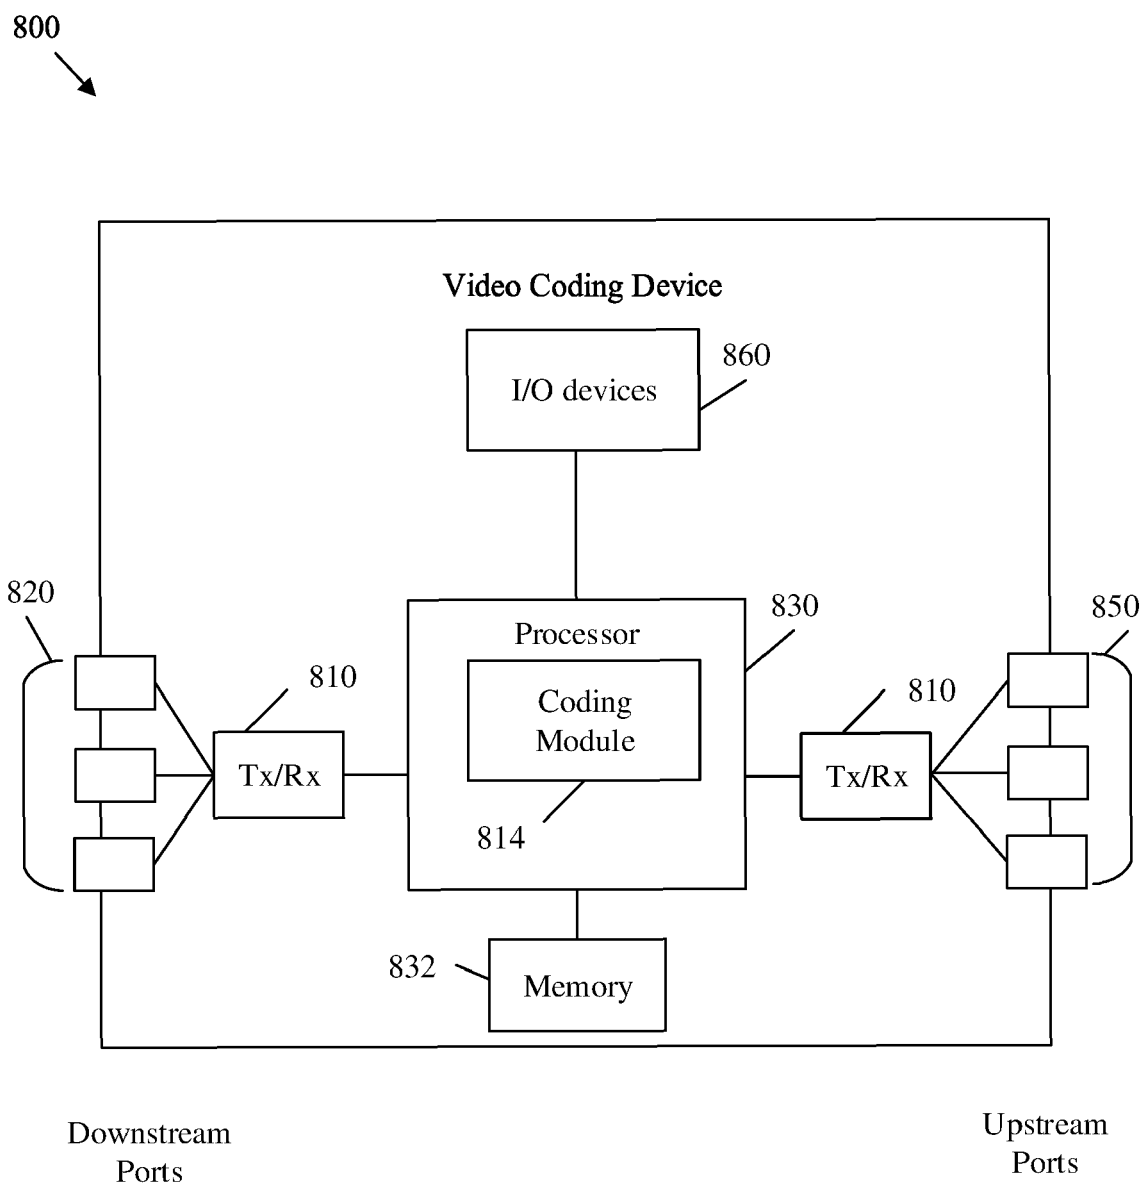 800
Video Coding Device
I/O devices
860
820
810
Processor
830
Coding
Module
814
Tx/Rx
810
Tx/Rx
850
832
Memory
Downstream
Ports
Upstream
Ports